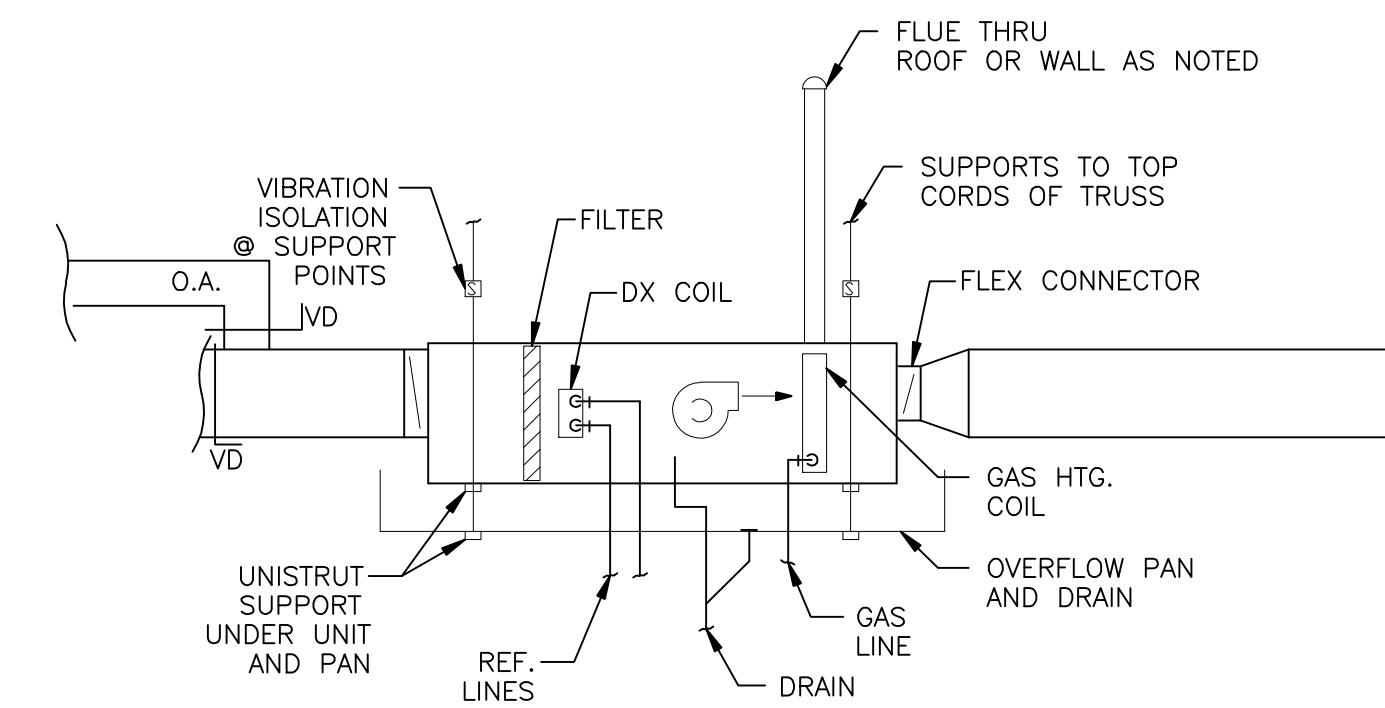 FLUE THRU
ROOF OR WALL AS NOTED
VIBRATION
ISOLATION
@ SUPPORT
POINTS
FILTER
SUPPORTS TO TOP
CORDS OF TRUSS
O.A.
DX COIL
FLEX CONNECTOR
VD
S
S
VD
GAS HTG.
COIL
UNISTRUT
SUPPORT
UNDER UNIT
AND PAN
OVERFLOW PAN
AND DRAIN
GAS
LINE
REF.
LINES
DRAIN